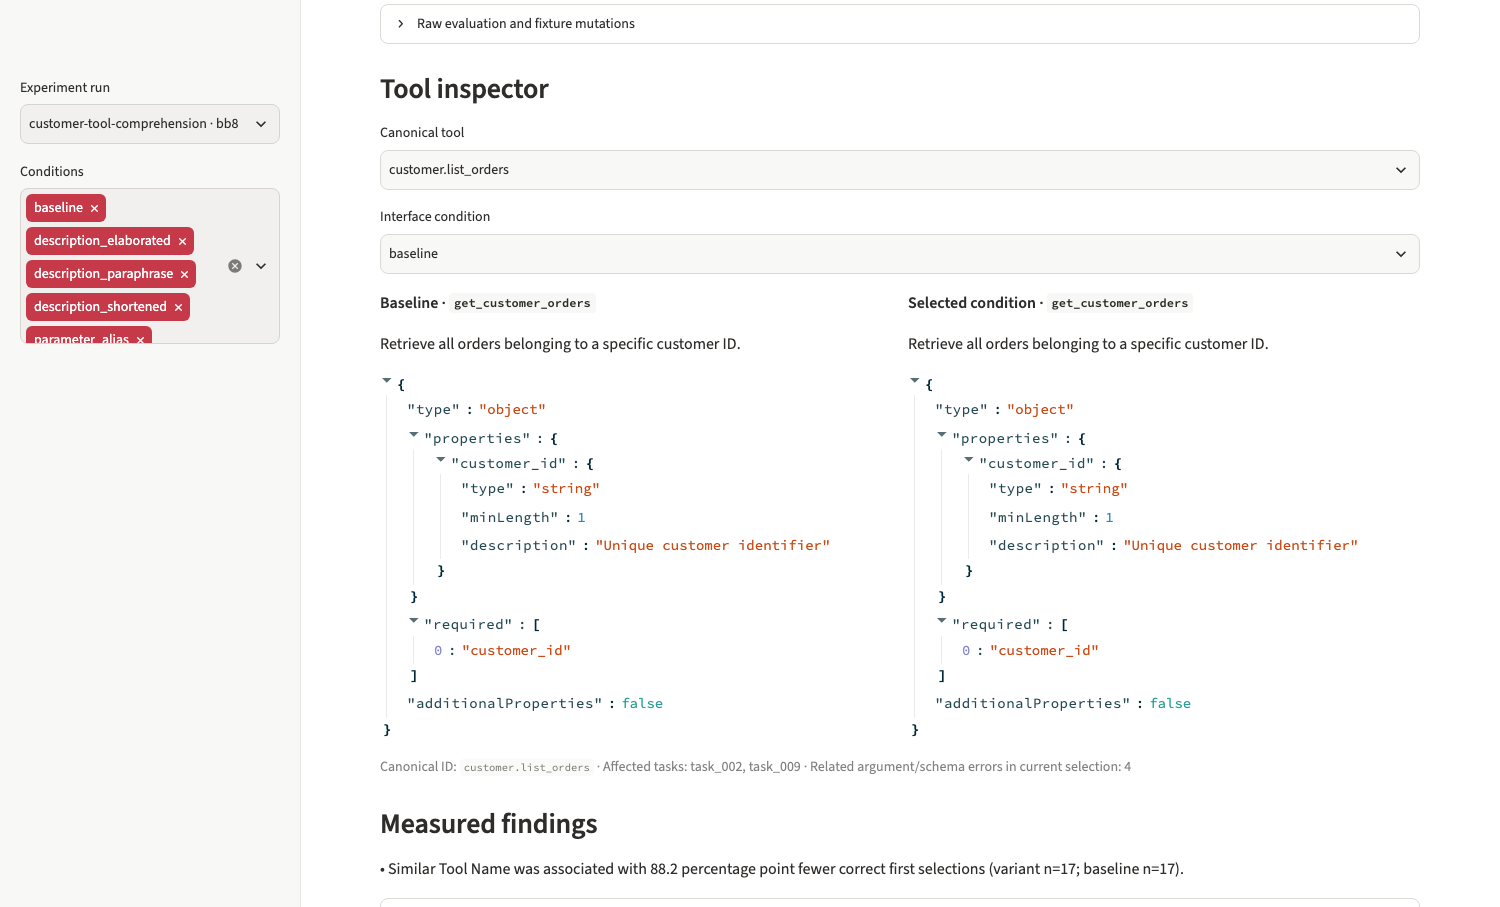 Experiment run
customer-tool-comprehension · bb8
Conditions
baseline ×
description_elaborated ×
description_paraphrase ×
description_shortened ×
parameter_alias ×
Raw evaluation and fixture mutations
Tool inspector
Canonical tool
customer.list_orders
Interface condition
baseline
Baseline · get_customer_orders
Retrieve all orders belonging to a specific customer ID.
{
"type" : "object"
"properties" : {
"customer_id" : {
"type" : "string"
"minLength" : 1
"description" : "Unique customer identifier"
}
}
"required" : [
0 : "customer_id"
]
"additionalProperties" : false
}
Selected condition · get_customer_orders
Retrieve all orders belonging to a specific customer ID.
{
"type" : "object"
"properties" : {
"customer_id" : {
"type" : "string"
"minLength" : 1
"description" : "Unique customer identifier"
}
}
"required" : [
0 : "customer_id"
]
"additionalProperties" : false
}
Canonical ID: customer.list_orders · Affected tasks: task_002, task_009 · Related argument/schema errors in current selection: 4
Measured findings
• Similar Tool Name was associated with 88.2 percentage point fewer correct first selections (variant n=17; baseline n=17).